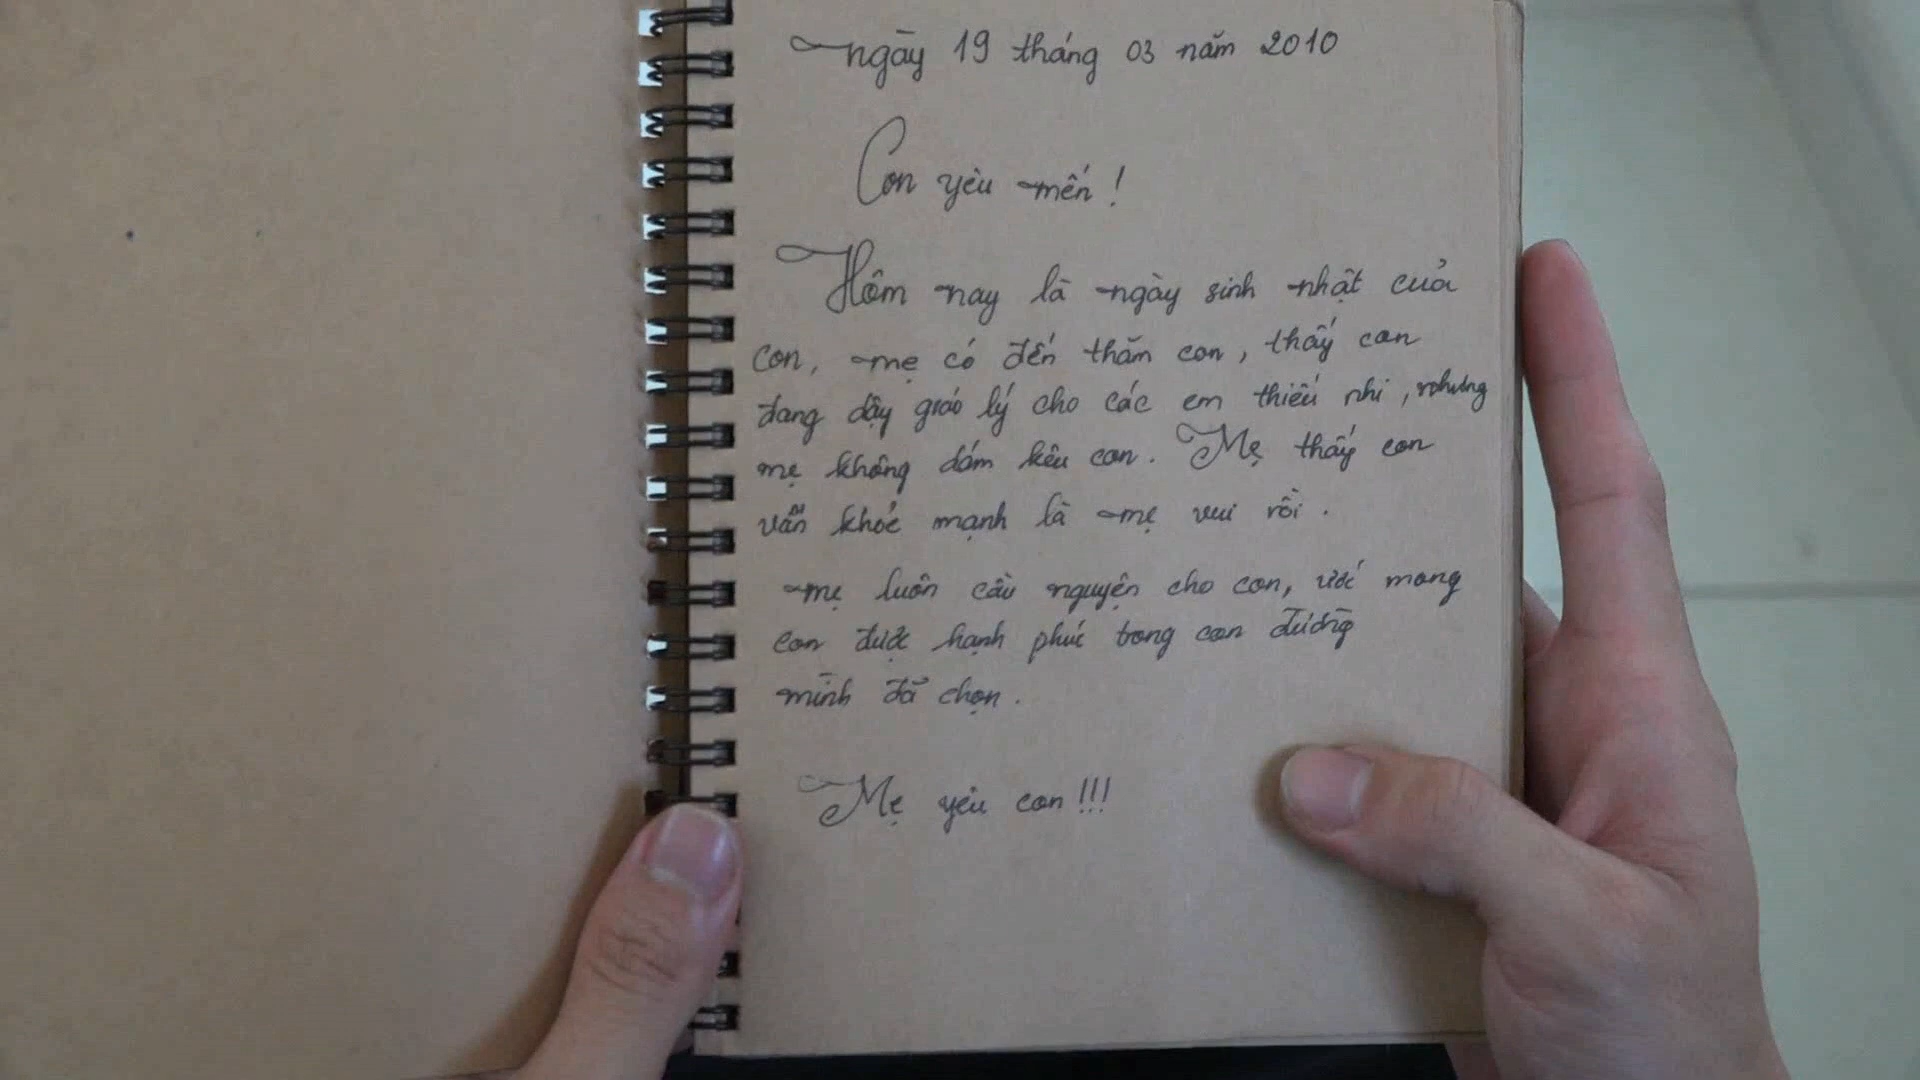 ngày 19 tháng 03 năm 2010
Con yêu mến !
Hôm nay là ngày sinh nhật của
con, mẹ có đến thăm con, thấy con
đang dậy giáo lý cho các em thiếu nhi, nhưng
mẹ không dám kêu con. Mẹ thấy con
vẫn khỏe mạnh là mẹ vui rồi.
mẹ luôn cầu nguyện cho con, ước mong
con được hạnh phúc trong con đường
mình đã chọn.
Mẹ yêu con !!!